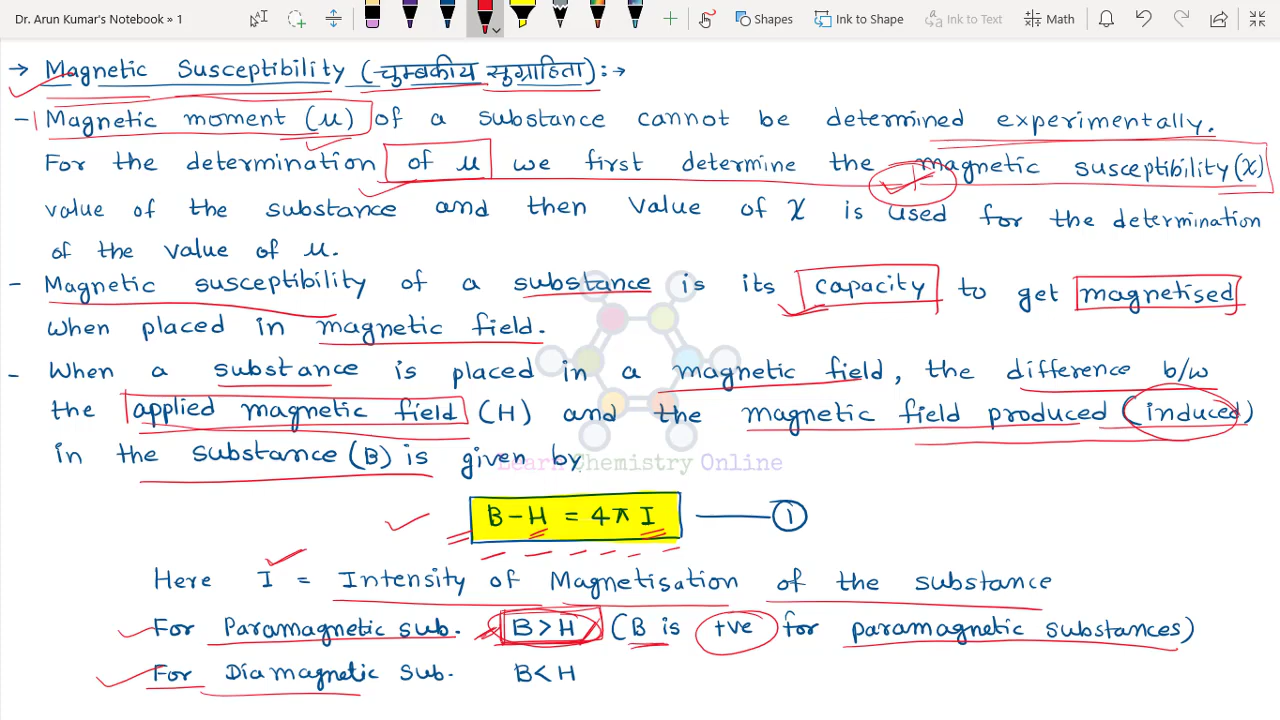 Dr. Arun Kumar's Notebook » 1
Shapes
Ink to Shape
Ink to Text
Math
→ Magnetic Susceptibility (चुम्बकीय सुग्राहिता) :→
- Magnetic moment (μ) of a substance cannot be determined experimentally.
For the determination of μ we first determine the magnetic susceptibility (χ)
value of the substance and then value of χ is used for the determination
of the value of μ.
- Magnetic susceptibility of a substance is its capacity to get magnetised
when placed in magnetic field.
- When a substance is placed in a magnetic field, the difference b/w
the applied magnetic field (H) and the magnetic field produced (induced)
in the substance (B) is given by
Learn Chemistry Online
B - H = 4π I —— ①
Here I = Intensity of Magnetisation of the substance
For Paramagnetic sub. B > H (B is +ve for paramagnetic substances)
For Diamagnetic Sub. B < H